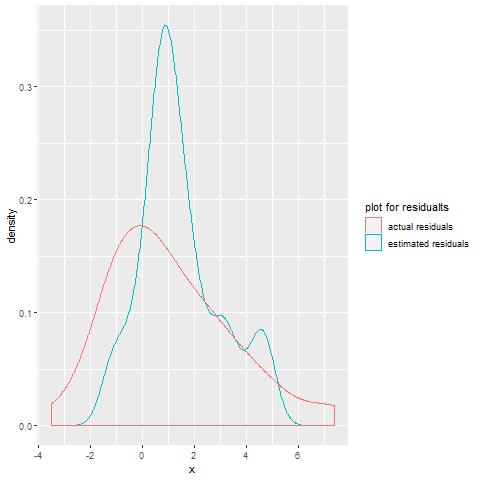 0.3
0.2
0.1
0.0
density
-4
-2
0
2
4
6
x
plot for residualts
actual residuals
estimated residuals